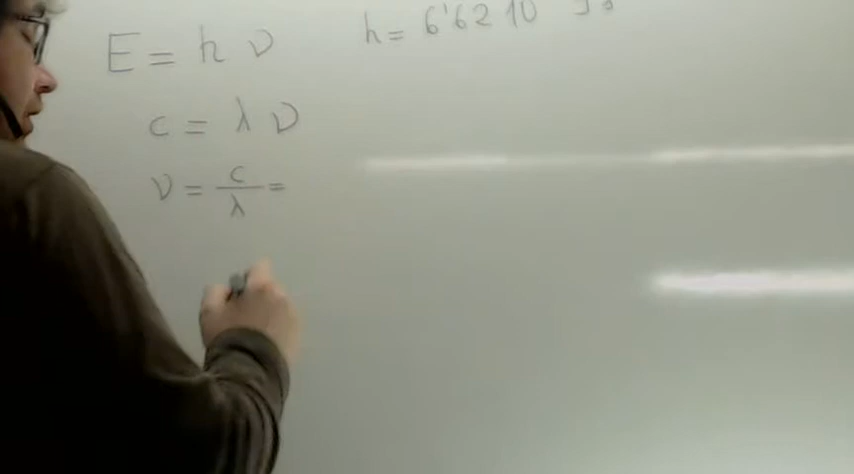 E = h ν
h = 6'62 10
c = λ ν
ν = c/λ =